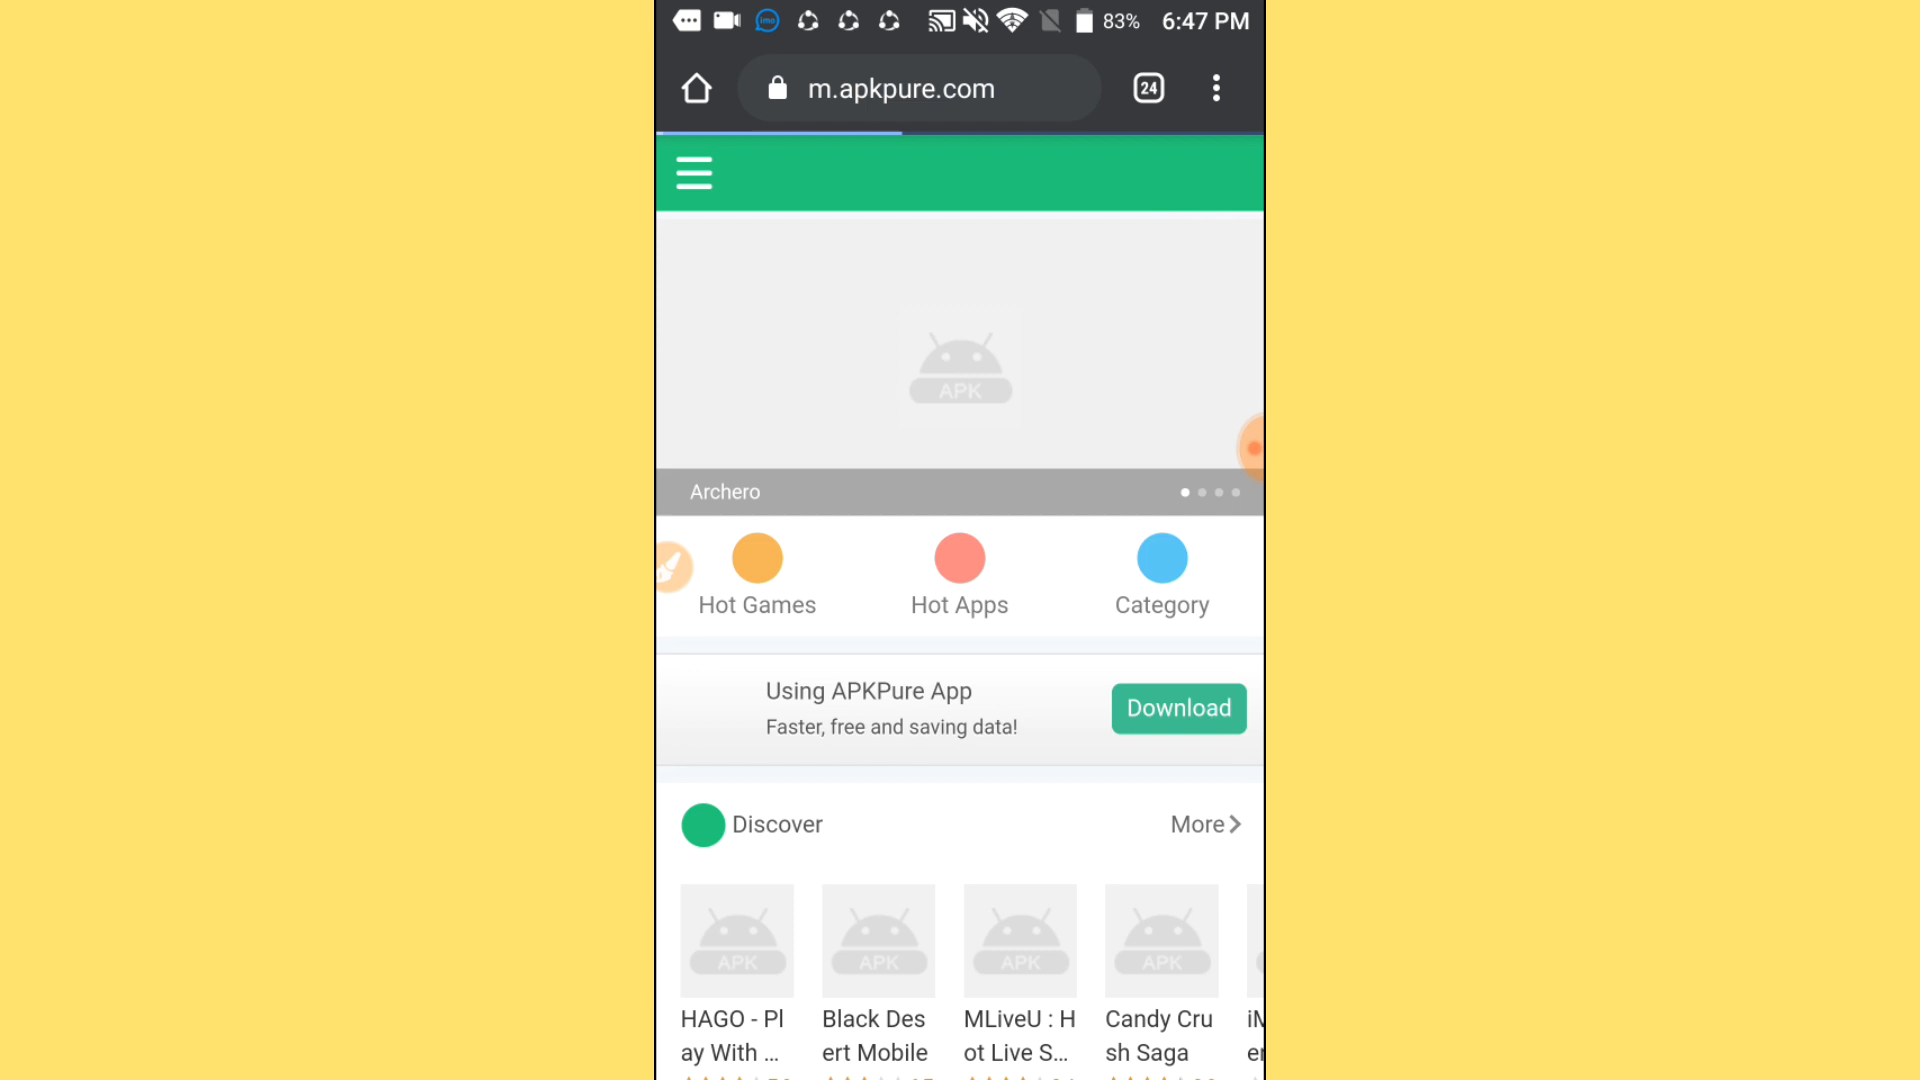 imo
83%
6:47 PM
m.apkpure.com
24
APK
Archero
Hot Games
Hot Apps
Category
Using APKPure App
Faster, free and saving data!
Download
Discover
More
APK
APK
APK
APK
HAGO - Pl
ay With ...
Black Des
ert Mobile
MLiveU : H
ot Live S...
Candy Cru
sh Saga